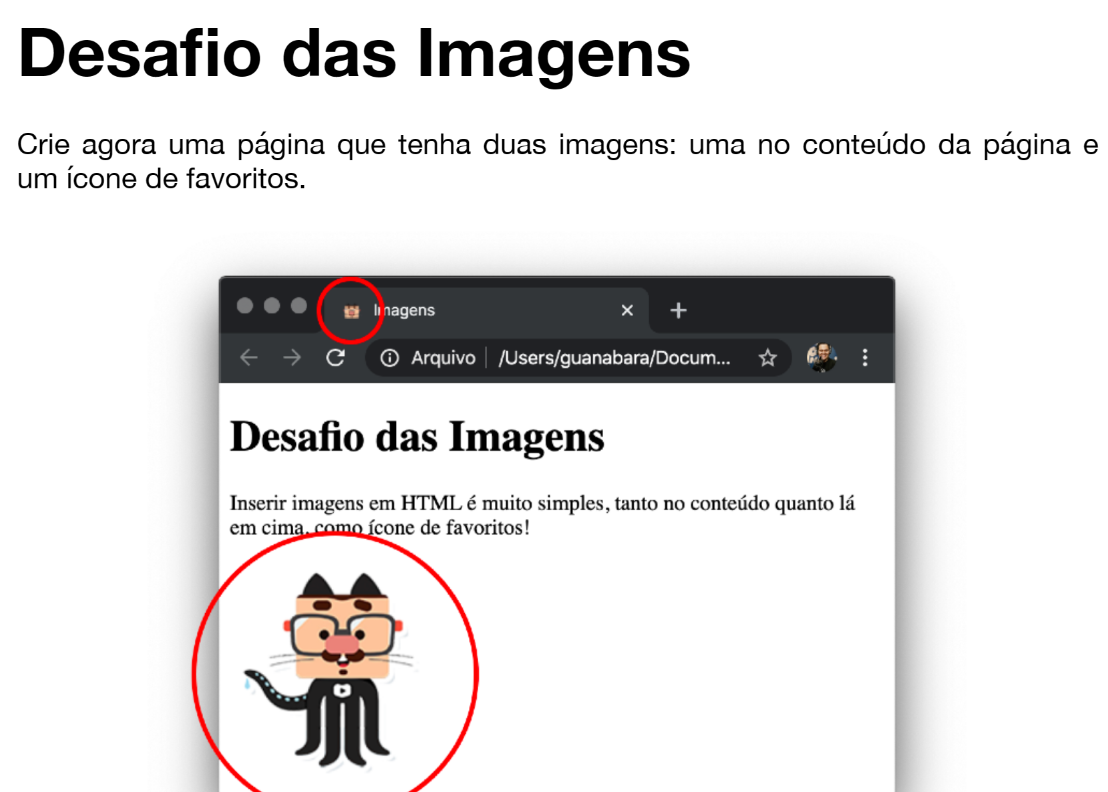 Desafio das Imagens
Crie agora uma página que tenha duas imagens: uma no conteúdo da página e
um ícone de favoritos.
Imagens
Arquivo /Users/guanabara/Docum...
Desafio das Imagens
Inserir imagens em HTML é muito simples, tanto no conteúdo quanto lá
em cima, como ícone de favoritos!